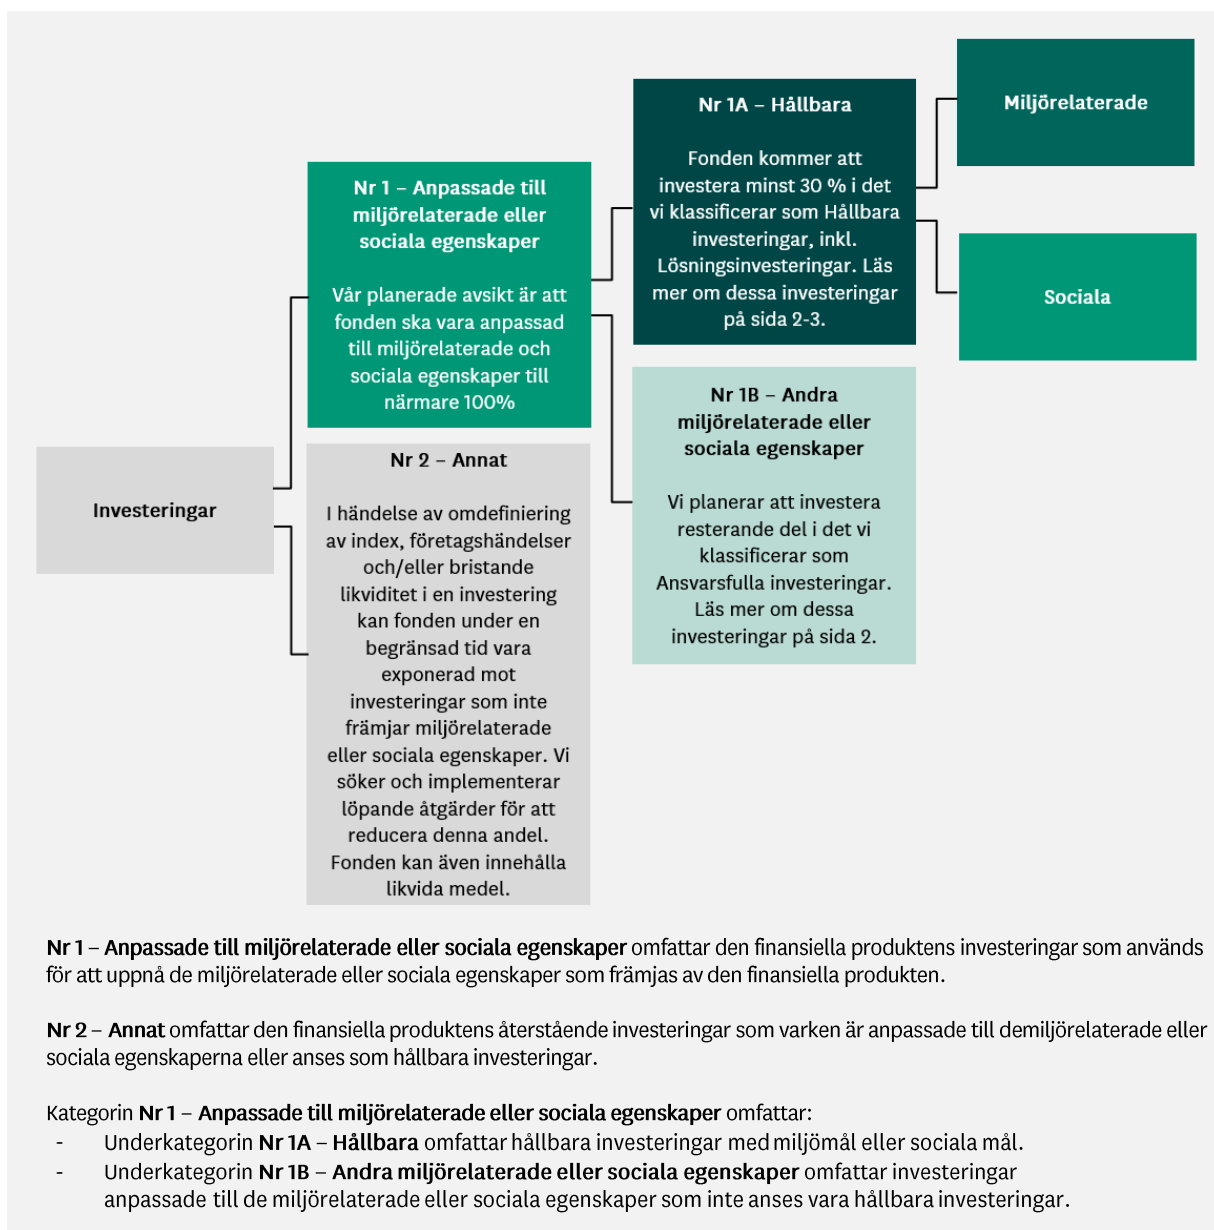 Investeringar
Nr 1 – Anpassade till
miljörelaterade eller
sociala egenskaper
Vår planerade avsikt är att
fonden ska vara anpassad
till miljörelaterade och
sociala egenskaper till
närmare 100%
Nr 2 – Annat
I händelse av omdefiniering
av index, företagshändelser
och/eller bristande
likviditet i en investering
kan fonden under en
begränsad tid vara
exponerad mot
investeringar som inte
främjar miljörelaterade
eller sociala egenskaper. Vi
söker och implementerar
löpande åtgärder för att
reducera denna andel.
Fonden kan även innehålla
likvida medel.
Nr 1A – Hållbara
Fonden kommer att
investera minst 30 % i det
vi klassificerar som Hållbara
investeringar, inkl.
Lösningsinvesteringar. Läs
mer om dessa investeringar
på sida 2-3.
Nr 1B – Andra
miljörelaterade eller
sociala egenskaper
Vi planerar att investera
resterande del i det vi
klassificerar som
Ansvarsfulla investeringar.
Läs mer om dessa
investeringar på sida 2.
Miljörelaterade
Sociala
Nr 1 – Anpassade till miljörelaterade eller sociala egenskaper omfattar den finansiella produktens investeringar som används
för att uppnå de miljörelaterade eller sociala egenskaper som främjas av den finansiella produkten.
Nr 2 – Annat omfattar den finansiella produktens återstående investeringar som varken är anpassade till demiljörelaterade eller
sociala egenskaperna eller anses som hållbara investeringar.
Kategorin Nr 1 – Anpassade till miljörelaterade eller sociala egenskaper omfattar:
- Underkategorin Nr 1A – Hållbara omfattar hållbara investeringar med miljömål eller sociala mål.
- Underkategorin Nr 1B – Andra miljörelaterade eller sociala egenskaper omfattar investeringar
anpassade till de miljörelaterade eller sociala egenskaper som inte anses vara hållbara investeringar.